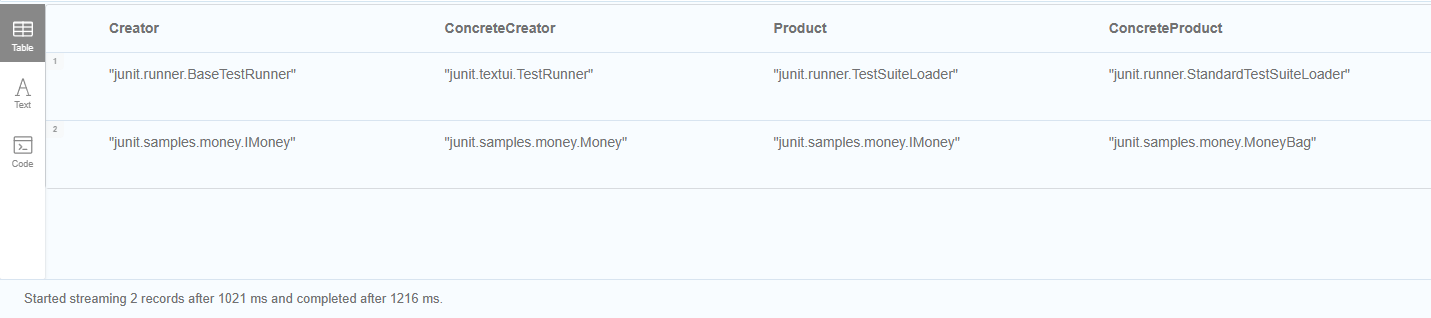 Table
Text
Code
Creator ConcreteCreator Product ConcreteProduct
1
"junit.runner.BaseTestRunner" "junit.textui.TestRunner" "junit.runner.TestSuiteLoader" "junit.runner.StandardTestSuiteLoader"
2
"junit.samples.money.IMoney" "junit.samples.money.Money" "junit.samples.money.IMoney" "junit.samples.money.MoneyBag"
Started streaming 2 records after 1021 ms and completed after 1216 ms.